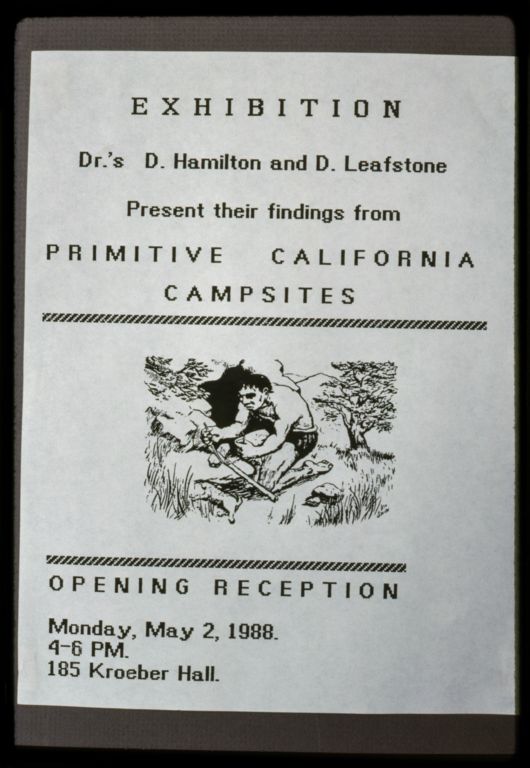 EXHIBITION
Dr.'s D. Hamilton and D. Leafstone
Present their findings from
PRIMITIVE CALIFORNIA
CAMPSITES
OPENING RECEPTION
Monday, May 2, 1988.
4-6 PM.
185 Kroeber Hall.